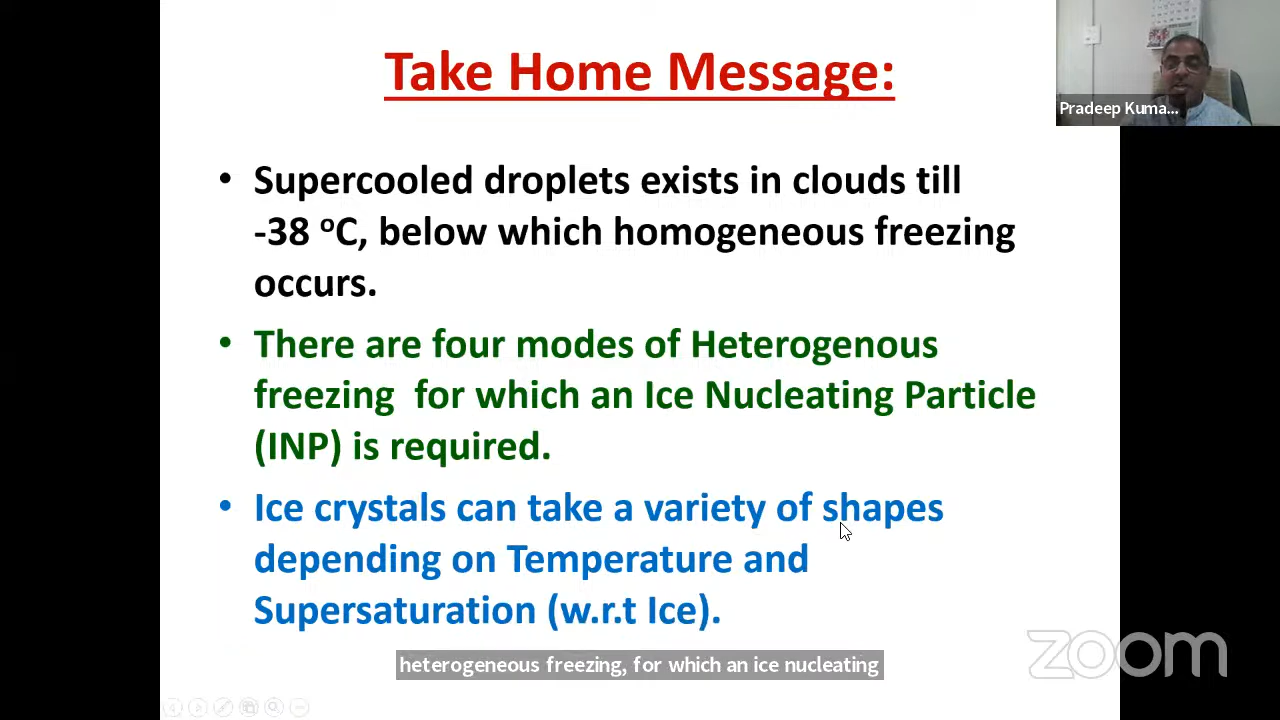 Take Home Message:
Pradeep Kuma...
• Supercooled droplets exists in clouds till
-38 ºC, below which homogeneous freezing
occurs.
• There are four modes of Heterogenous
freezing  for which an Ice Nucleating Particle
(INP) is required.
• Ice crystals can take a variety of shapes
depending on Temperature and
Supersaturation (w.r.t Ice).
heterogeneous freezing, for which an ice nucleating
zoom